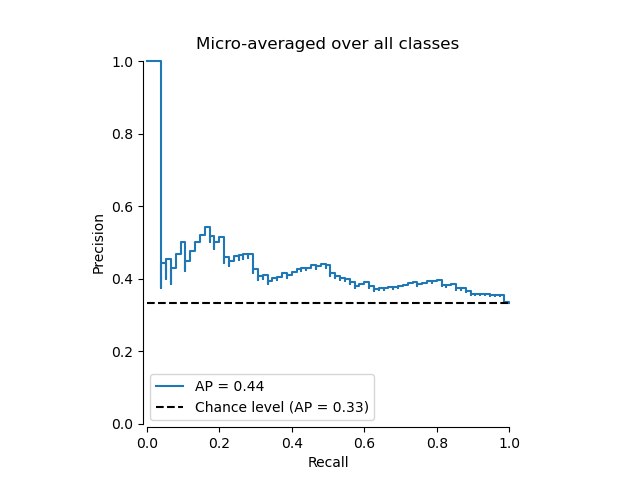 Micro-averaged over all classes
1.0
0.8
0.6
0.4
0.2
0.0
Precision
AP = 0.44
Chance level (AP = 0.33)
0.0 0.2 0.4 0.6 0.8 1.0
Recall